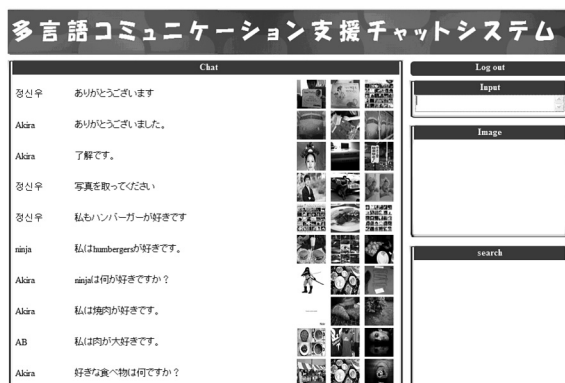 多言語コミュニケーション支援チャットシステム
Chat
정신우 ありがとうございます
Akira ありがとうございました。
Akira 了解です。
정신우 写真を取ってください
정신우 私もハンバーガーが好きです
ninja 私はhumbergersが好きです。
Akira ninjaは何が好きですか？
Akira 私は焼肉が好きです。
AB 私は肉が大好きです。
Akira 好きな食べ物は何ですか？
Log out
Input
Image
search